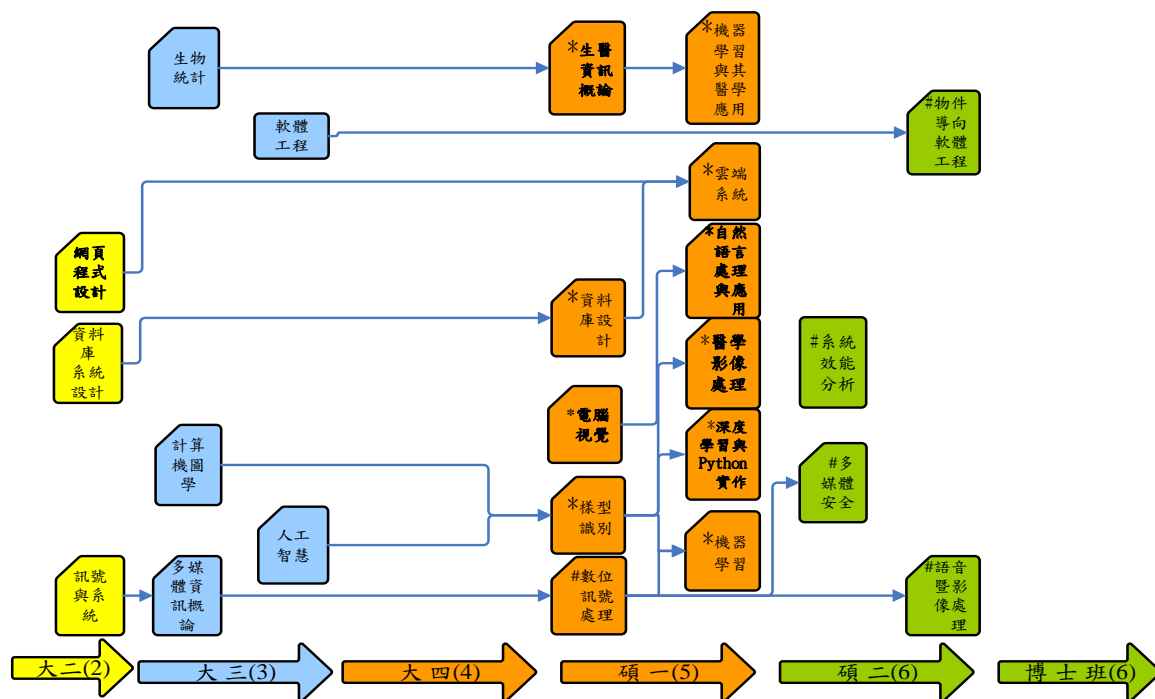 生物
統計
*生醫
資訊
概論
*機器
學習
與其
醫學
應用
軟體
工程
#物件
導向
軟體
工程
*雲端
系統
網頁
程式
設計
*自然
語言
處理
與應
用
資料
庫
系統
設計
*資料
庫設
計
*醫學
影像
處理
#系統
效能
分析
*電腦
視覺
*深度
學習與
Python
實作
計算
機圖
學
#多
媒體
安全
人工
智慧
*樣型
識別
*機器
學習
訊號
與系
統
多媒
體資
訊概
論
#數位
訊號
處理
#語音
暨影
像處
理
大二(2)
大三(3)
大四(4)
碩一(5)
碩二(6)
博士班(6)